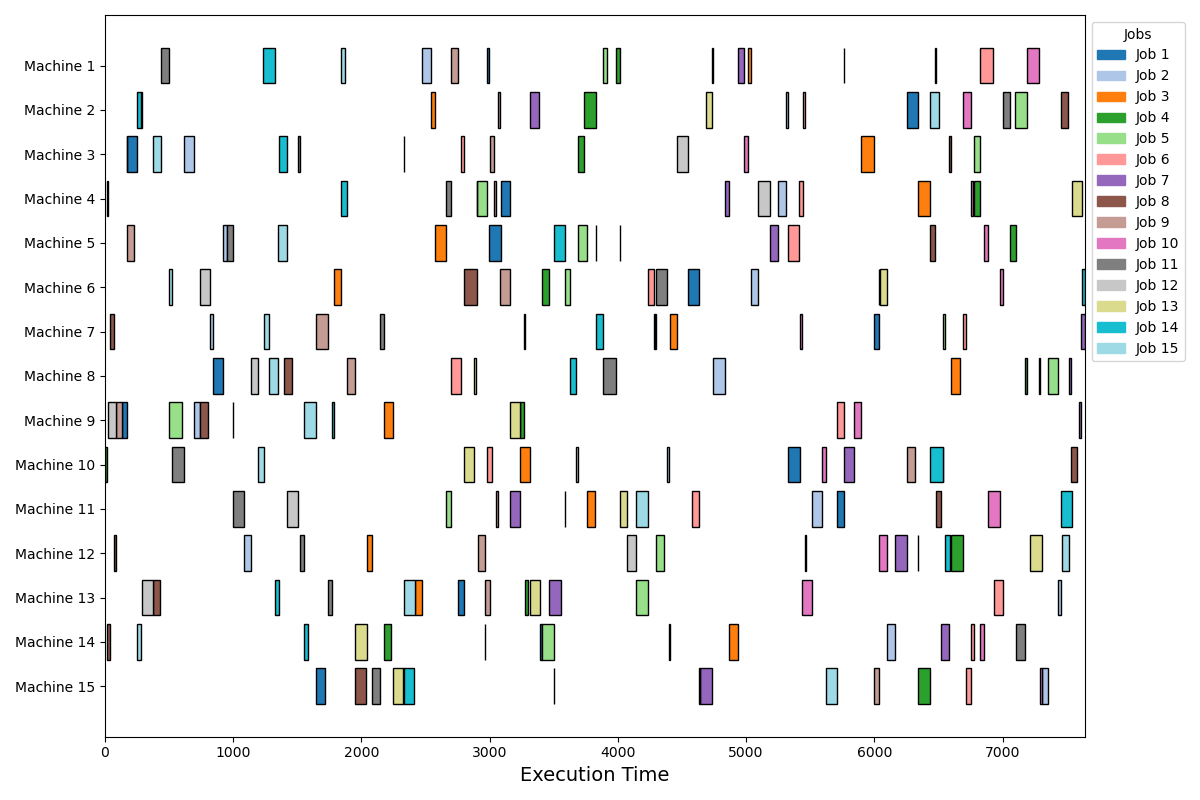 Machine 1
Machine 2
Machine 3
Machine 4
Machine 5
Machine 6
Machine 7
Machine 8
Machine 9
Machine 10
Machine 11
Machine 12
Machine 13
Machine 14
Machine 15
0 1000 2000 3000 4000 5000 6000 7000
Execution Time
Jobs
Job 1
Job 2
Job 3
Job 4
Job 5
Job 6
Job 7
Job 8
Job 9
Job 10
Job 11
Job 12
Job 13
Job 14
Job 15